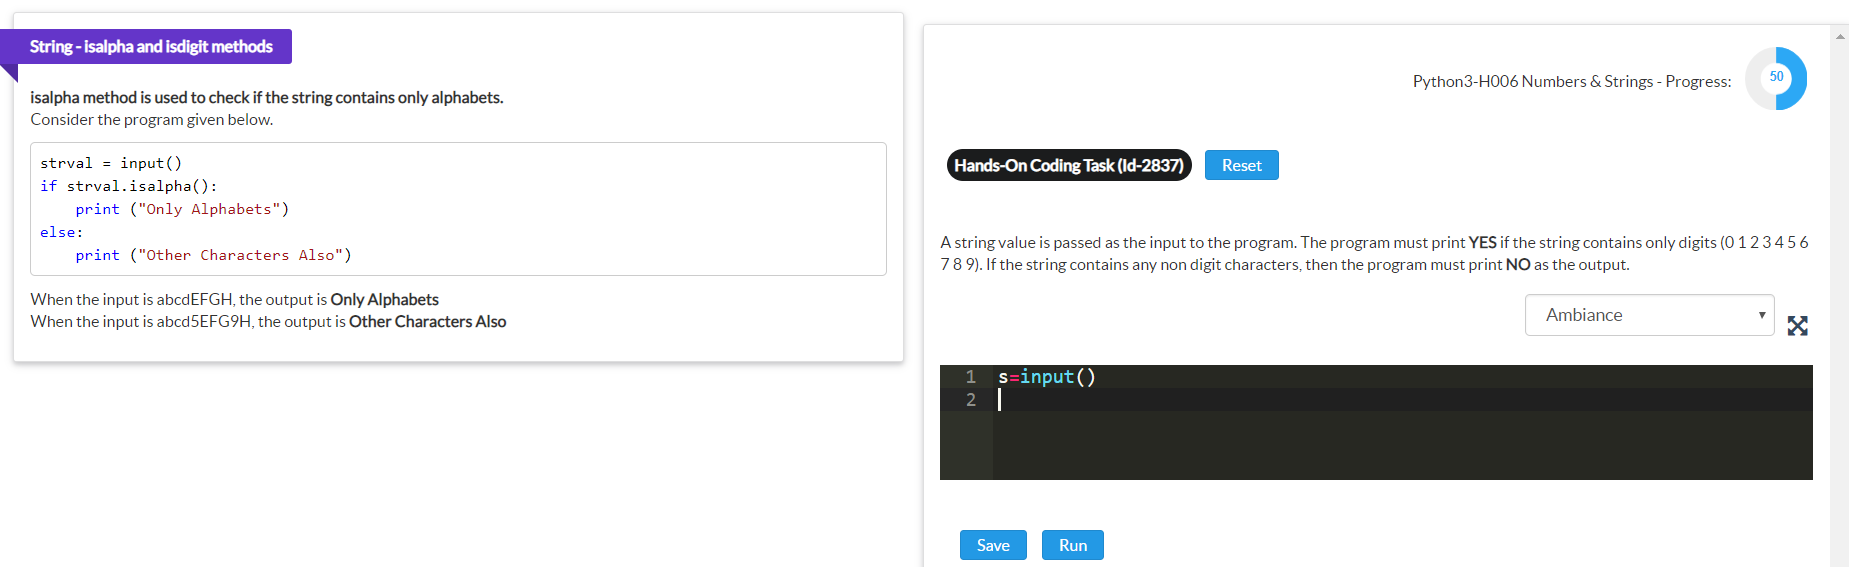 String - isalpha and isdigit methods
isalpha method is used to check if the string contains only alphabets.
Consider the program given below.
strval = input()
if strval.isalpha():
    print ("Only Alphabets")
else:
    print ("Other Characters Also")
When the input is abcdEFGH, the output is Only Alphabets
When the input is abcd5EFG9H, the output is Other Characters Also
Python3-H006 Numbers & Strings - Progress:
50
Hands-On Coding Task (Id-2837)
Reset
A string value is passed as the input to the program. The program must print YES if the string contains only digits (0 1 2 3 4 5 6
7 8 9). If the string contains any non digit characters, then the program must print NO as the output.
Ambiance
1 s=input()
2
Save
Run